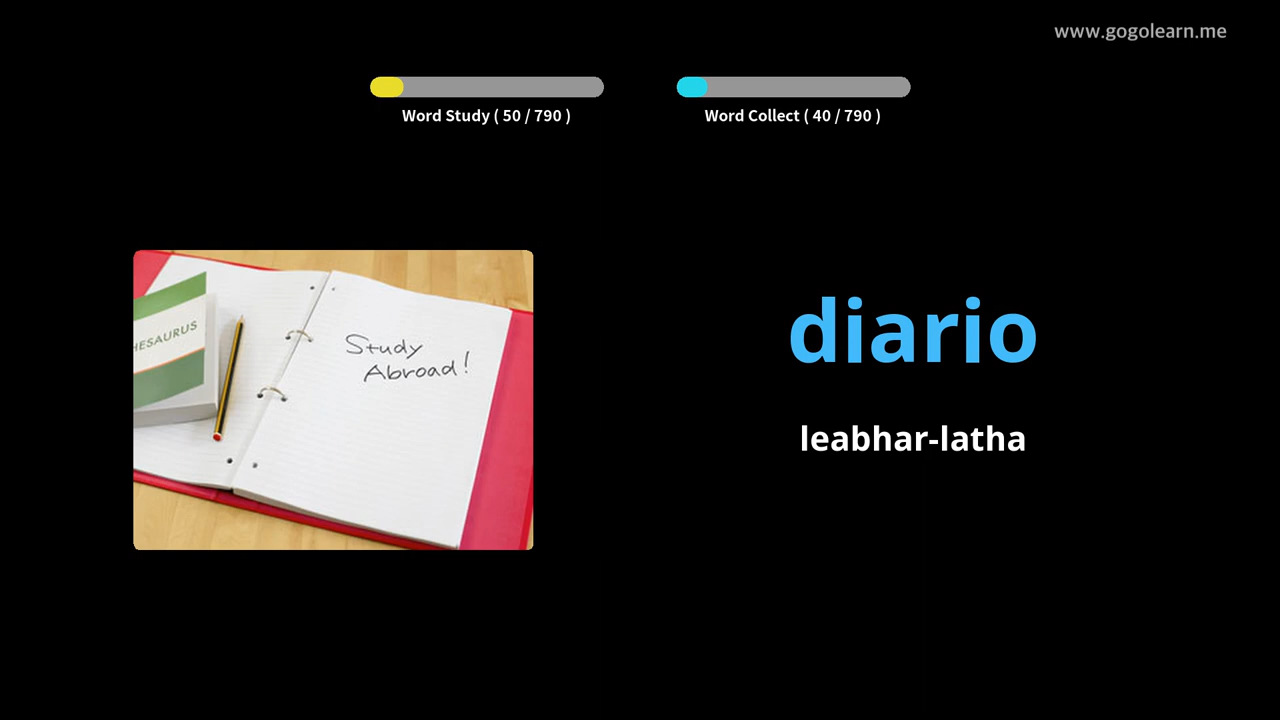 www.gogolearn.me
Word Study ( 50 / 790 )
Word Collect ( 40 / 790 )
HESAURUS
Study
Abroad!
diario
leabhar-latha